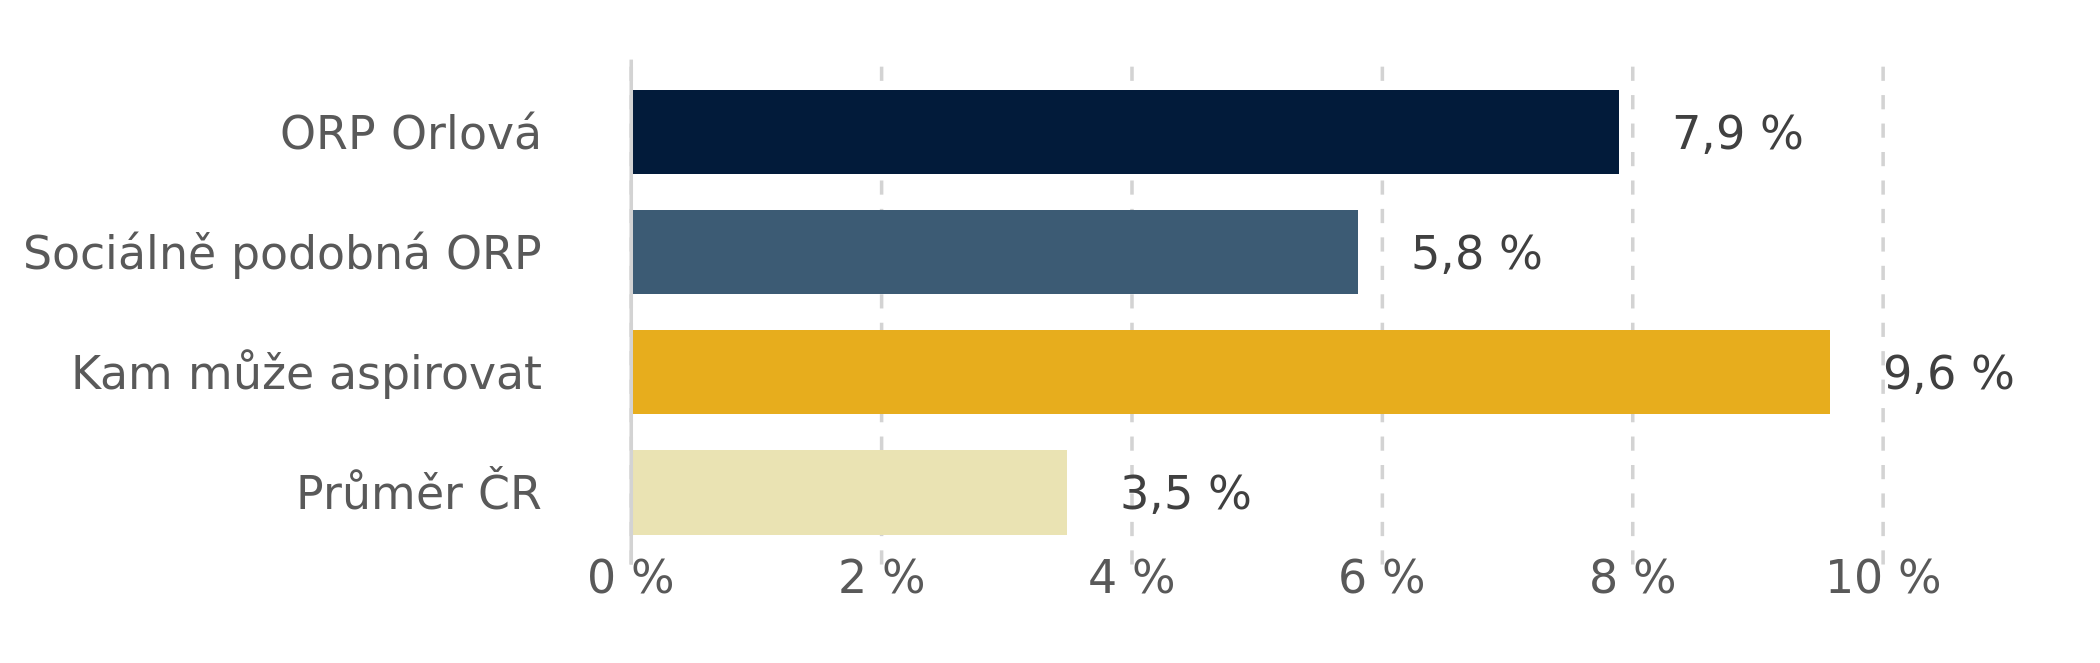 ORP Orlová 7,9 %
Sociálně podobná ORP 5,8 %
Kam může aspirovat 9,6 %
Průměr ČR 3,5 %
0 % 2 % 4 % 6 % 8 % 10 %